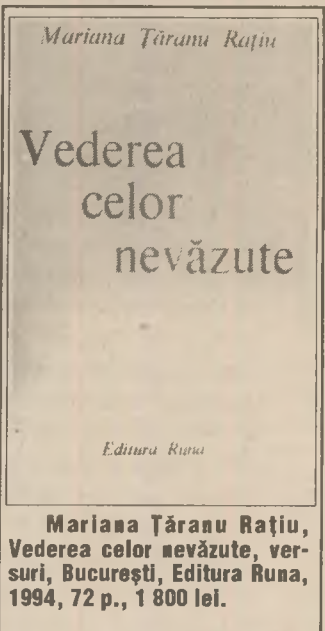 Mariana Țăranu Rațiu
Vederea
celor
nevăzute
Editura Runa
Mariana Țăranu Rațiu,
Vederea celor nevăzute, ver-
suri, București, Editura Runa,
1994, 72 p., 1 800 lei.